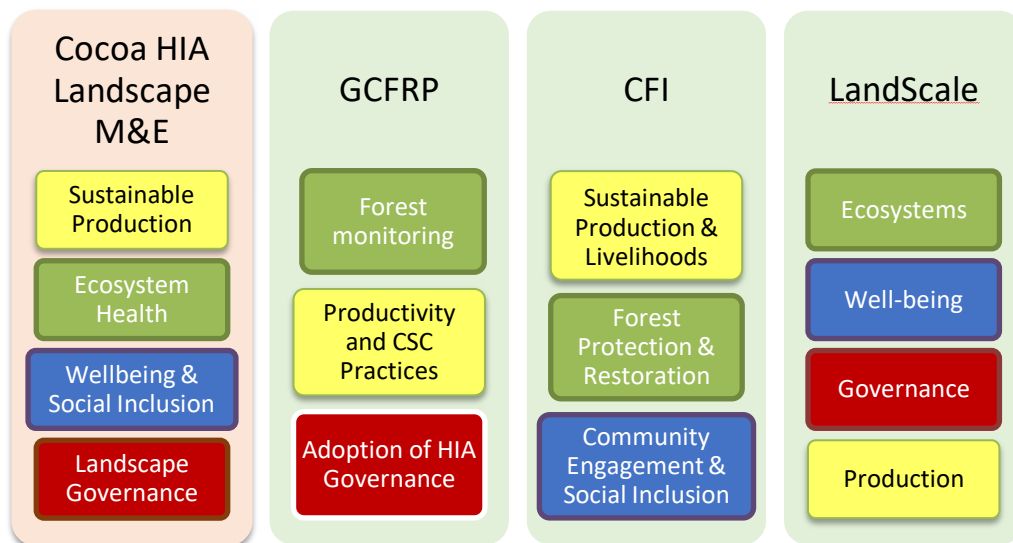 Cocoa HIA
Landscape
M&E
Sustainable
Production
Ecosystem
Health
Wellbeing &
Social Inclusion
Landscape
Governance
GCFRP
Forest
monitoring
Productivity
and CSC
Practices
Adoption of HIA
Governance
CFI
Sustainable
Production &
Livelihoods
Forest
Protection &
Restoration
Community
Engagement &
Social Inclusion
LandScale
Ecosystems
Well-being
Governance
Production